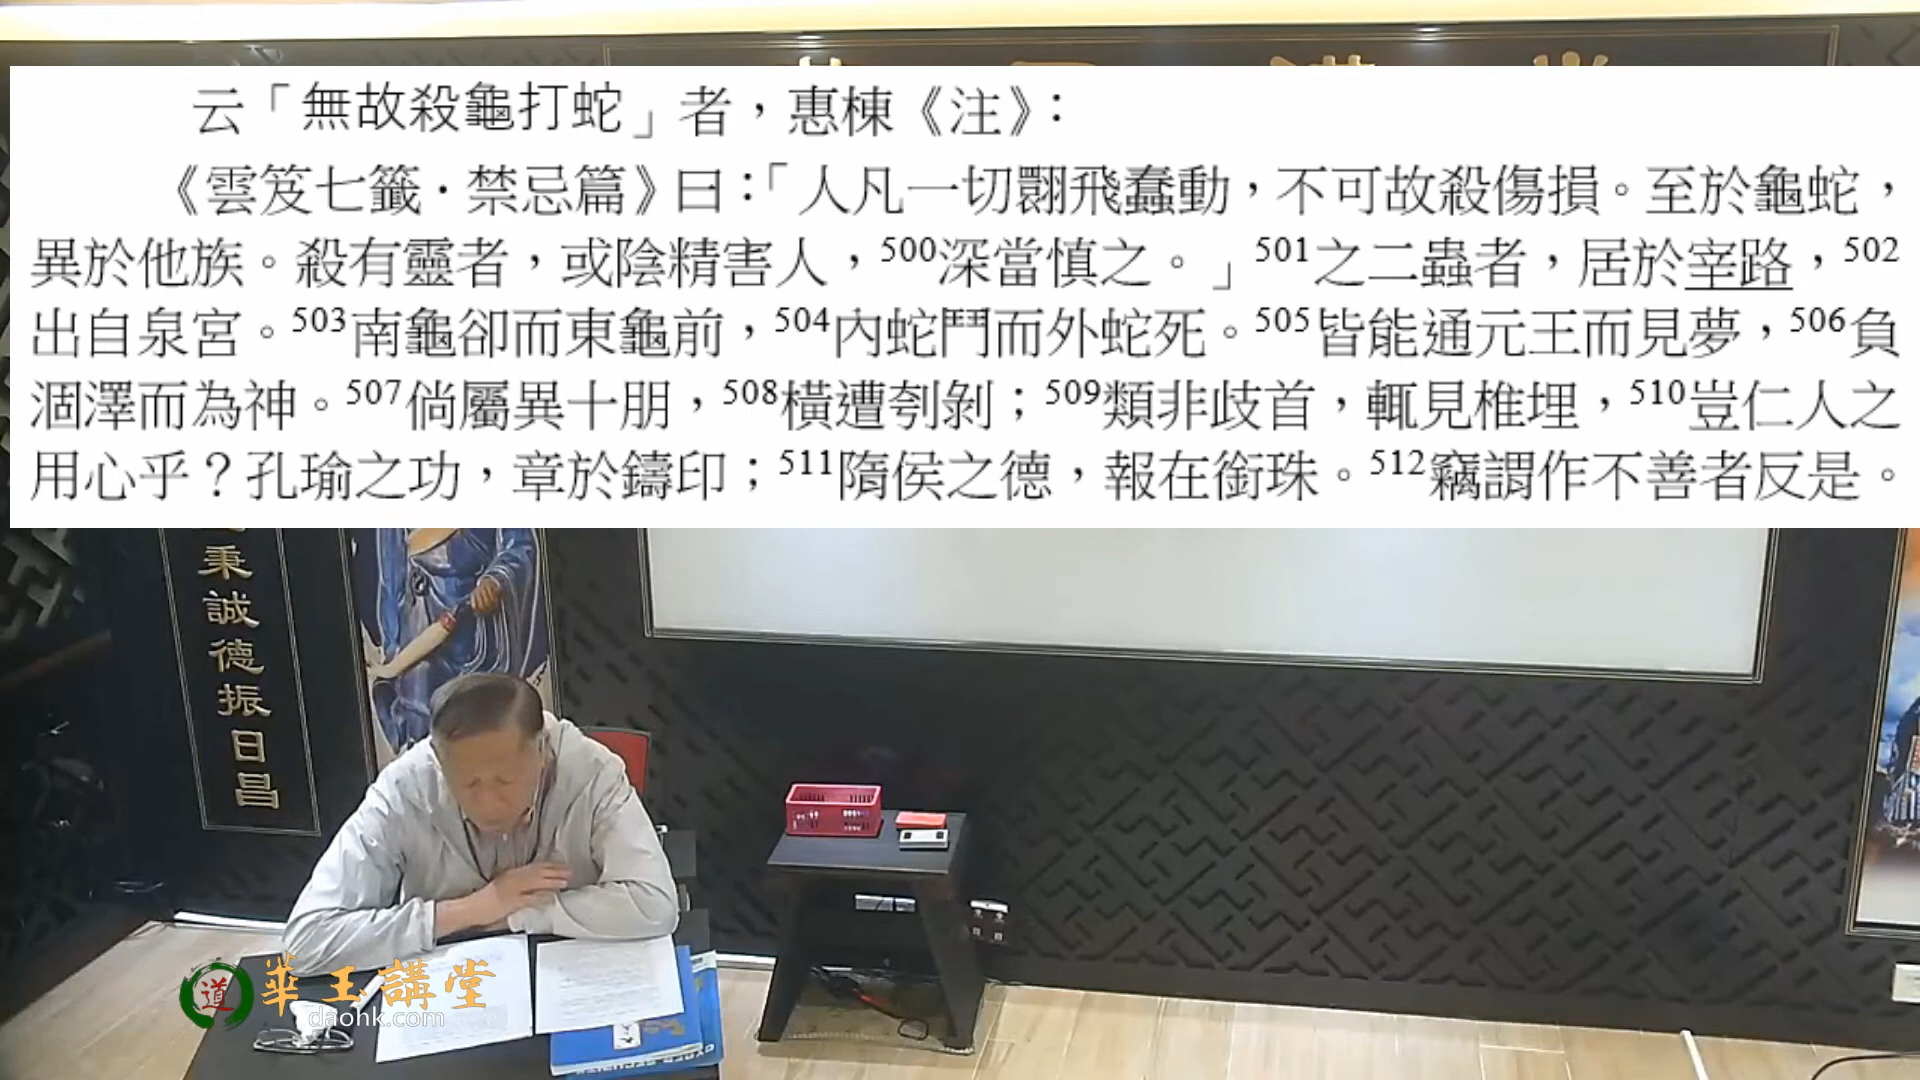 云「無故殺龜打蛇」者，惠棟《注》：
《雲笈七籤·禁忌篇》曰：「人凡一切翾飛蠢動，不可故殺傷損。至於龜蛇，
異於他族。殺有靈者，或陰精害人，500深當慎之。」501之二蟲者，居於宰路，502
出自泉宮。503南龜卻而東龜前，504內蛇鬥而外蛇死。505皆能通元王而見夢，506負
涸澤而為神。507倘屬異十朋，508橫遭刳剝；509類非歧首，輒見椎埋，510豈仁人之
用心乎？孔瑜之功，章於鑄印；511隋侯之德，報在銜珠。512竊謂作不善者反是。
秉誠德振日昌
道
華玉講堂
daohk.com